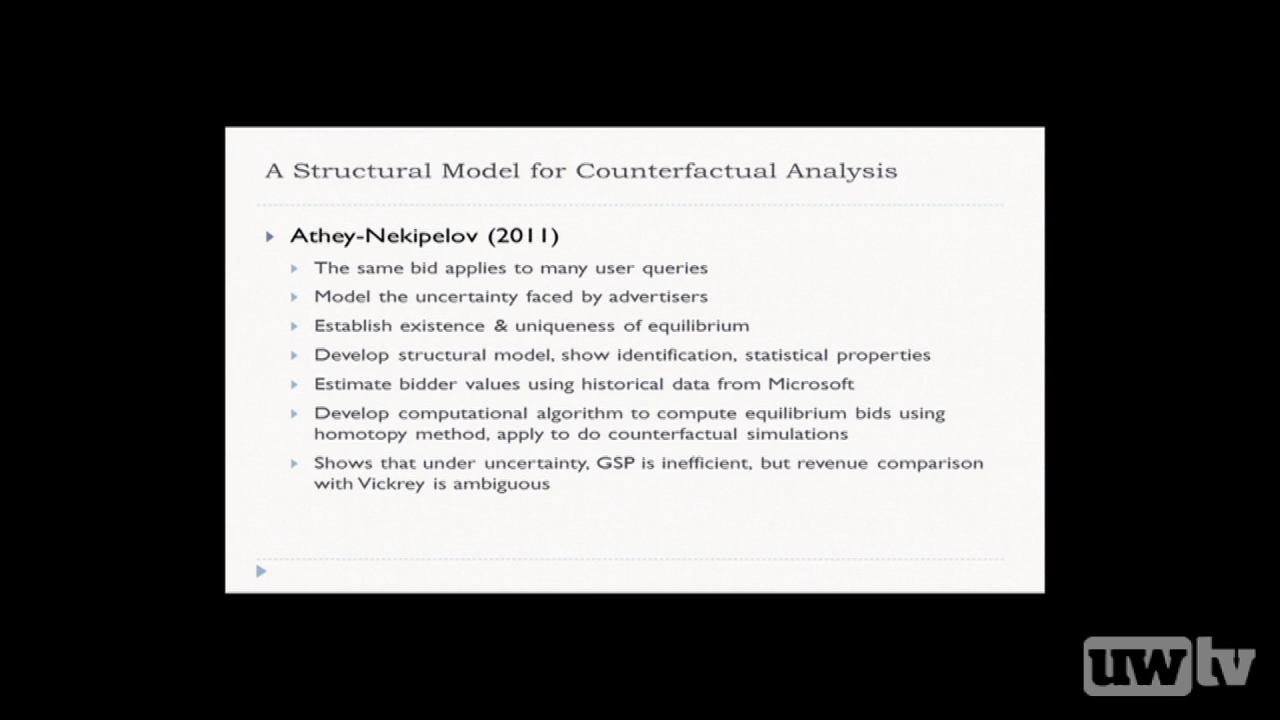 A Structural Model for Counterfactual Analysis
Athey-Nekipelov (2011)
The same bid applies to many user queries
Model the uncertainty faced by advertisers
Establish existence & uniqueness of equilibrium
Develop structural model, show identification, statistical properties
Estimate bidder values using historical data from Microsoft
Develop computational algorithm to compute equilibrium bids using
homotopy method, apply to do counterfactual simulations
Shows that under uncertainty, GSP is inefficient, but revenue comparison
with Vickrey is ambiguous
uwtv